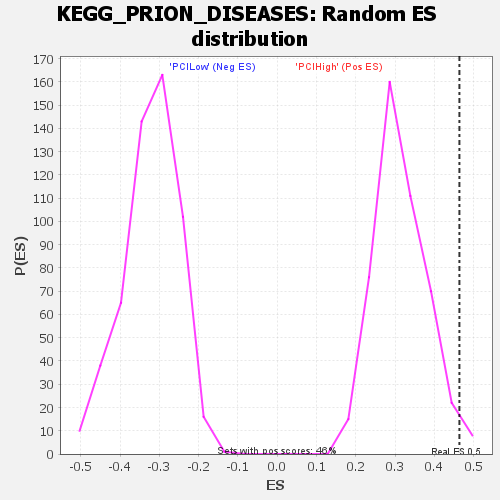 KEGG_PRION_DISEASES: Random ES
distribution
'PCILow' (Neg ES)
'PCIHigh' (Pos ES)
170
160
150
140
130
120
110
100
90
80
70
60
50
40
30
20
10
0
P(ES)
Sets with pos scores: 46%
Real ES 0.5
-0.5 -0.4 -0.3 -0.2 -0.1 0.0 0.1 0.2 0.3 0.4 0.5
ES